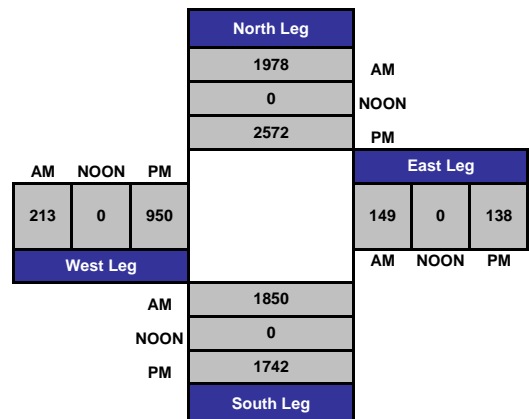 North Leg
1978 AM
0 NOON
2572 PM
AM NOON PM
East Leg
213 0 950
149 0 138
West Leg
AM NOON PM
AM 1850
NOON 0
PM 1742
South Leg